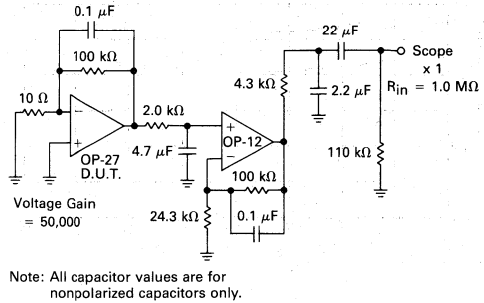 0.1 μF
100 kΩ
10 Ω
OP-27
D.U.T.
Voltage Gain
= 50,000
2.0 kΩ
4.7 μF
OP-12
100 kΩ
0.1 μF
24.3 kΩ
4.3 kΩ
22 μF
2.2 μF
110 kΩ
Scope
x 1
Rin = 1.0 MΩ
Note: All capacitor values are for
nonpolarized capacitors only.